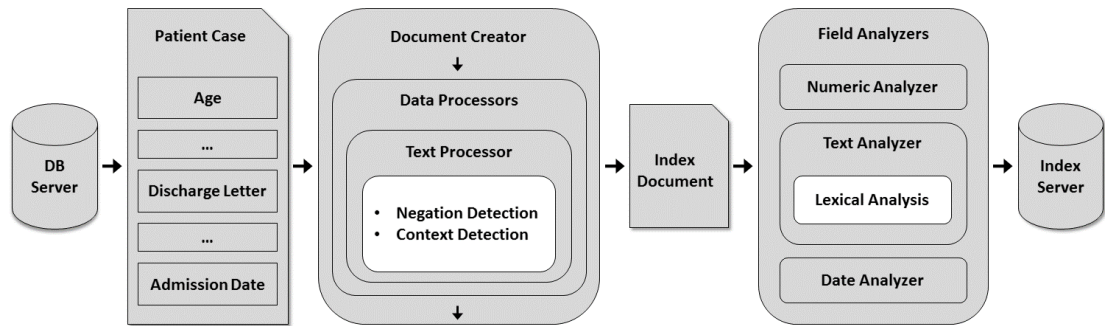 DB
Server
Patient Case
Age
...
Discharge Letter
...
Admission Date
Document Creator
Data Processors
Text Processor
• Negation Detection
• Context Detection
Index
Document
Field Analyzers
Numeric Analyzer
Text Analyzer
Lexical Analysis
Date Analyzer
Index
Server